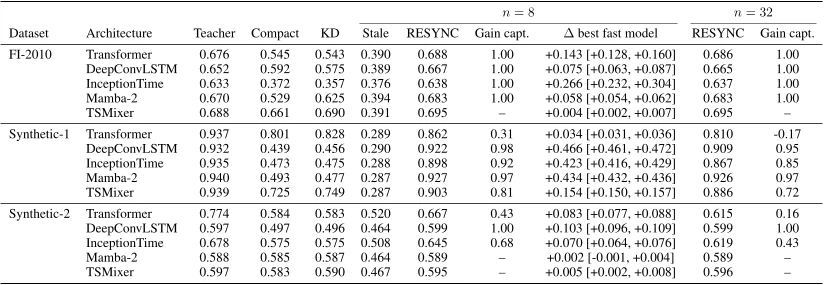 n = 8 n = 32
Dataset Architecture Teacher Compact KD Stale RESYNC Gain capt. Δ best fast model RESYNC Gain capt.
FI-2010 Transformer 0.676 0.545 0.543 0.390 0.688 1.00 +0.143 [+0.128, +0.160] 0.686 1.00
DeepConvLSTM 0.652 0.592 0.575 0.389 0.667 1.00 +0.075 [+0.063, +0.087] 0.665 1.00
InceptionTime 0.633 0.372 0.357 0.376 0.638 1.00 +0.266 [+0.232, +0.304] 0.637 1.00
Mamba-2 0.670 0.529 0.625 0.394 0.683 1.00 +0.058 [+0.054, +0.062] 0.683 1.00
TSMixer 0.688 0.661 0.690 0.391 0.695 – +0.004 [+0.002, +0.007] 0.695 –
Synthetic-1 Transformer 0.937 0.801 0.828 0.289 0.862 0.31 +0.034 [+0.031, +0.036] 0.810 -0.17
DeepConvLSTM 0.932 0.439 0.456 0.290 0.922 0.98 +0.466 [+0.461, +0.472] 0.909 0.95
InceptionTime 0.935 0.473 0.475 0.288 0.898 0.92 +0.423 [+0.416, +0.429] 0.867 0.85
Mamba-2 0.940 0.493 0.477 0.287 0.927 0.97 +0.434 [+0.432, +0.436] 0.926 0.97
TSMixer 0.939 0.725 0.749 0.287 0.903 0.81 +0.154 [+0.150, +0.157] 0.886 0.72
Synthetic-2 Transformer 0.774 0.584 0.583 0.520 0.667 0.43 +0.083 [+0.077, +0.088] 0.615 0.16
DeepConvLSTM 0.597 0.497 0.496 0.464 0.599 1.00 +0.103 [+0.096, +0.109] 0.599 1.00
InceptionTime 0.678 0.575 0.575 0.508 0.645 0.68 +0.070 [+0.064, +0.076] 0.619 0.43
Mamba-2 0.588 0.585 0.587 0.464 0.589 – +0.002 [-0.001, +0.004] 0.589 –
TSMixer 0.597 0.583 0.590 0.467 0.595 – +0.005 [+0.002, +0.008] 0.596 –